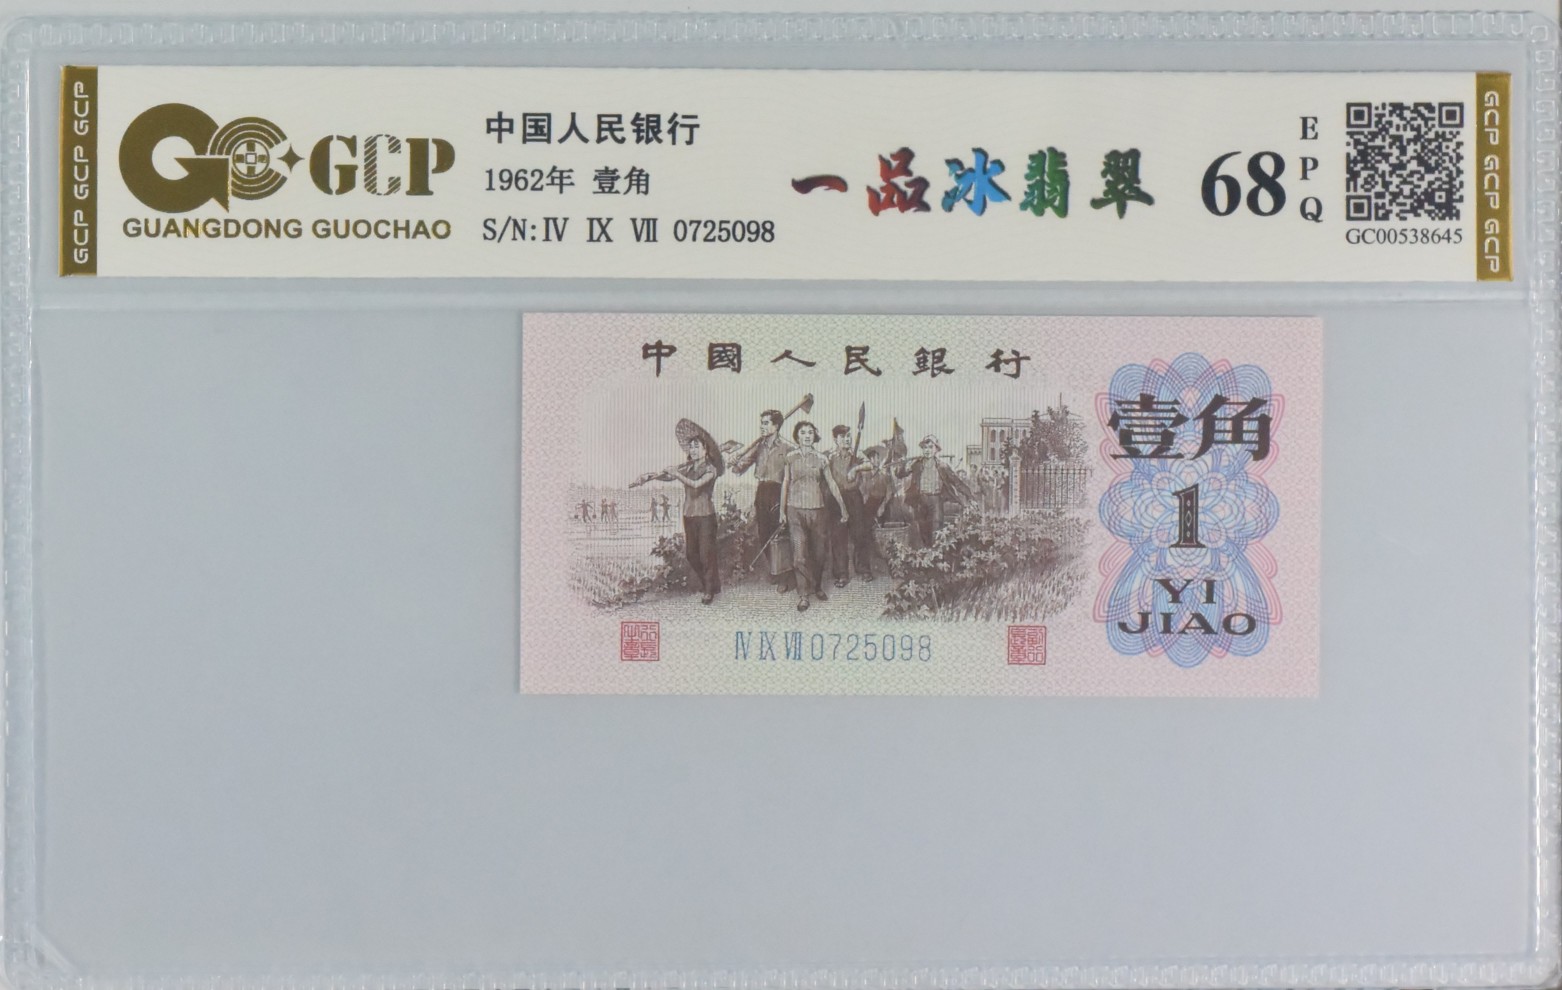 GCP GCP GCP
GCP
GUANGDONG GUOCHAO
中国人民银行
1962年 壹角
S/N:Ⅳ Ⅸ Ⅶ 0725098
一品冰翡翠
68
EPQ
GC00538645
GCP GCP GCP
中國人民銀行
壹角
1
YI
JIAO
Ⅳ Ⅸ Ⅶ 0725098